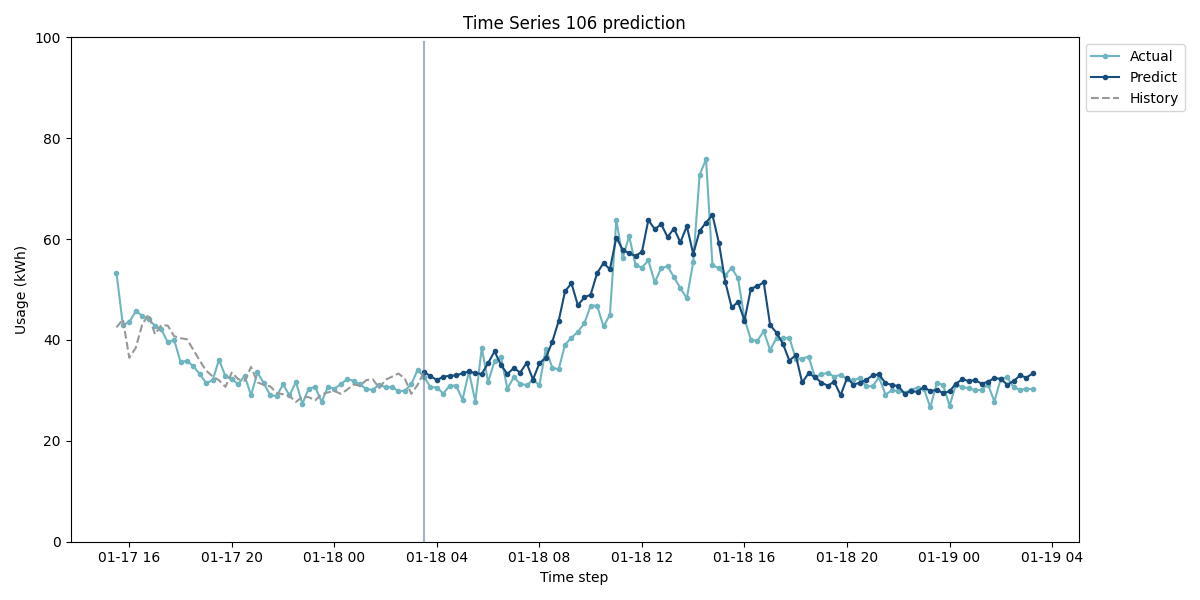 Time Series 106 prediction
100
80
60
40
20
0
Usage (kWh)
01-17 16
01-17 20
01-18 00
01-18 04
01-18 08
01-18 12
01-18 16
01-18 20
01-19 00
01-19 04
Time step
Actual
Predict
History